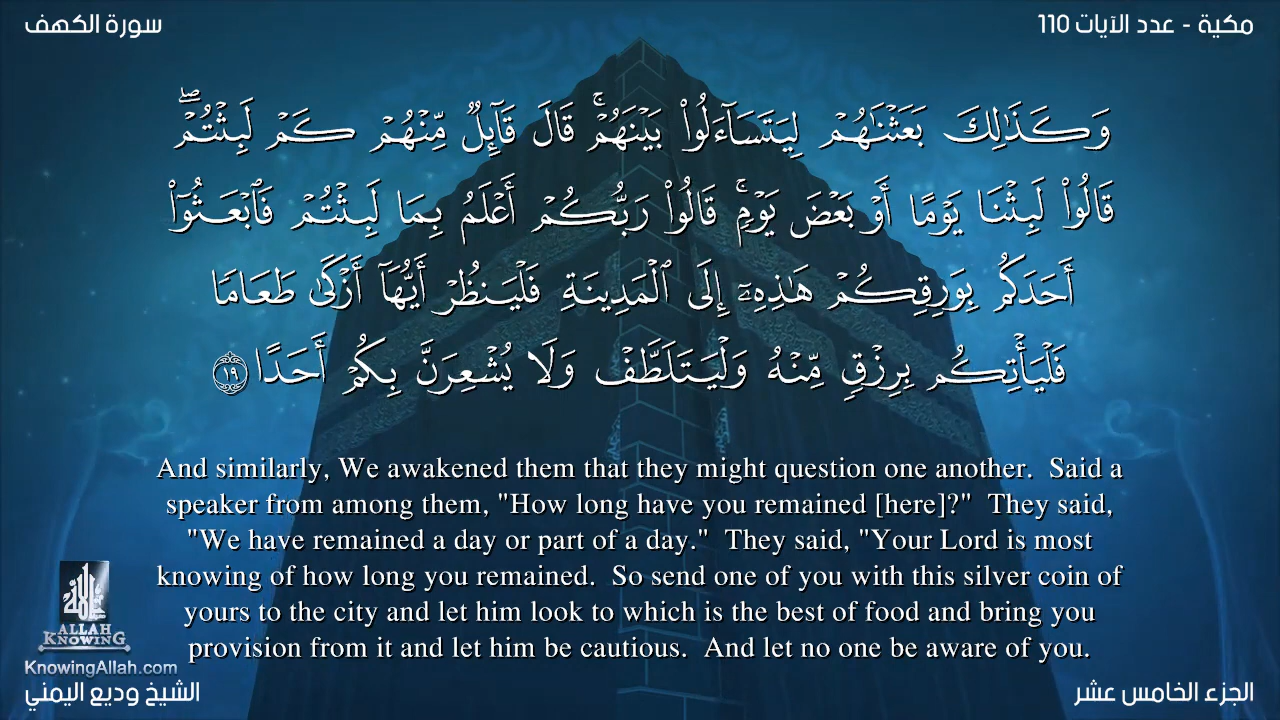 سورة الكهف
مكية - عدد الآيات 110
وَكَذَٰلِكَ بَعَثْنَٰهُمْ لِيَتَسَآءَلُوا۟ بَيْنَهُمْ ۚ قَالَ قَآئِلٌ مِّنْهُمْ كَمْ لَبِثْتُمْ ۖ
قَالُوا۟ لَبِثْنَا يَوْمًا أَوْ بَعْضَ يَوْمٍ ۚ قَالُوا۟ رَبُّكُمْ أَعْلَمُ بِمَا لَبِثْتُمْ فَٱبْعَثُوٓا۟
أَحَدَكُم بِوَرِقِكُمْ هَٰذِهِۦٓ إِلَى ٱلْمَدِينَةِ فَلْيَنظُرْ أَيُّهَآ أَزْكَىٰ طَعَامًا
فَلْيَأْتِكُم بِرِزْقٍ مِّنْهُ وَلْيَتَلَطَّفْ وَلَا يُشْعِرَنَّ بِكُمْ أَحَدًا ١٩
And similarly, We awakened them that they might question one another.  Said a
speaker from among them, "How long have you remained [here]?"  They said,
"We have remained a day or part of a day."  They said, "Your Lord is most
knowing of how long you remained.  So send one of you with this silver coin of
yours to the city and let him look to which is the best of food and bring you
provision from it and let him be cautious.  And let no one be aware of you.
ALLAH
KNOWING
KnowingAllah.com
الشيخ وديع اليمني
الجزء الخامس عشر